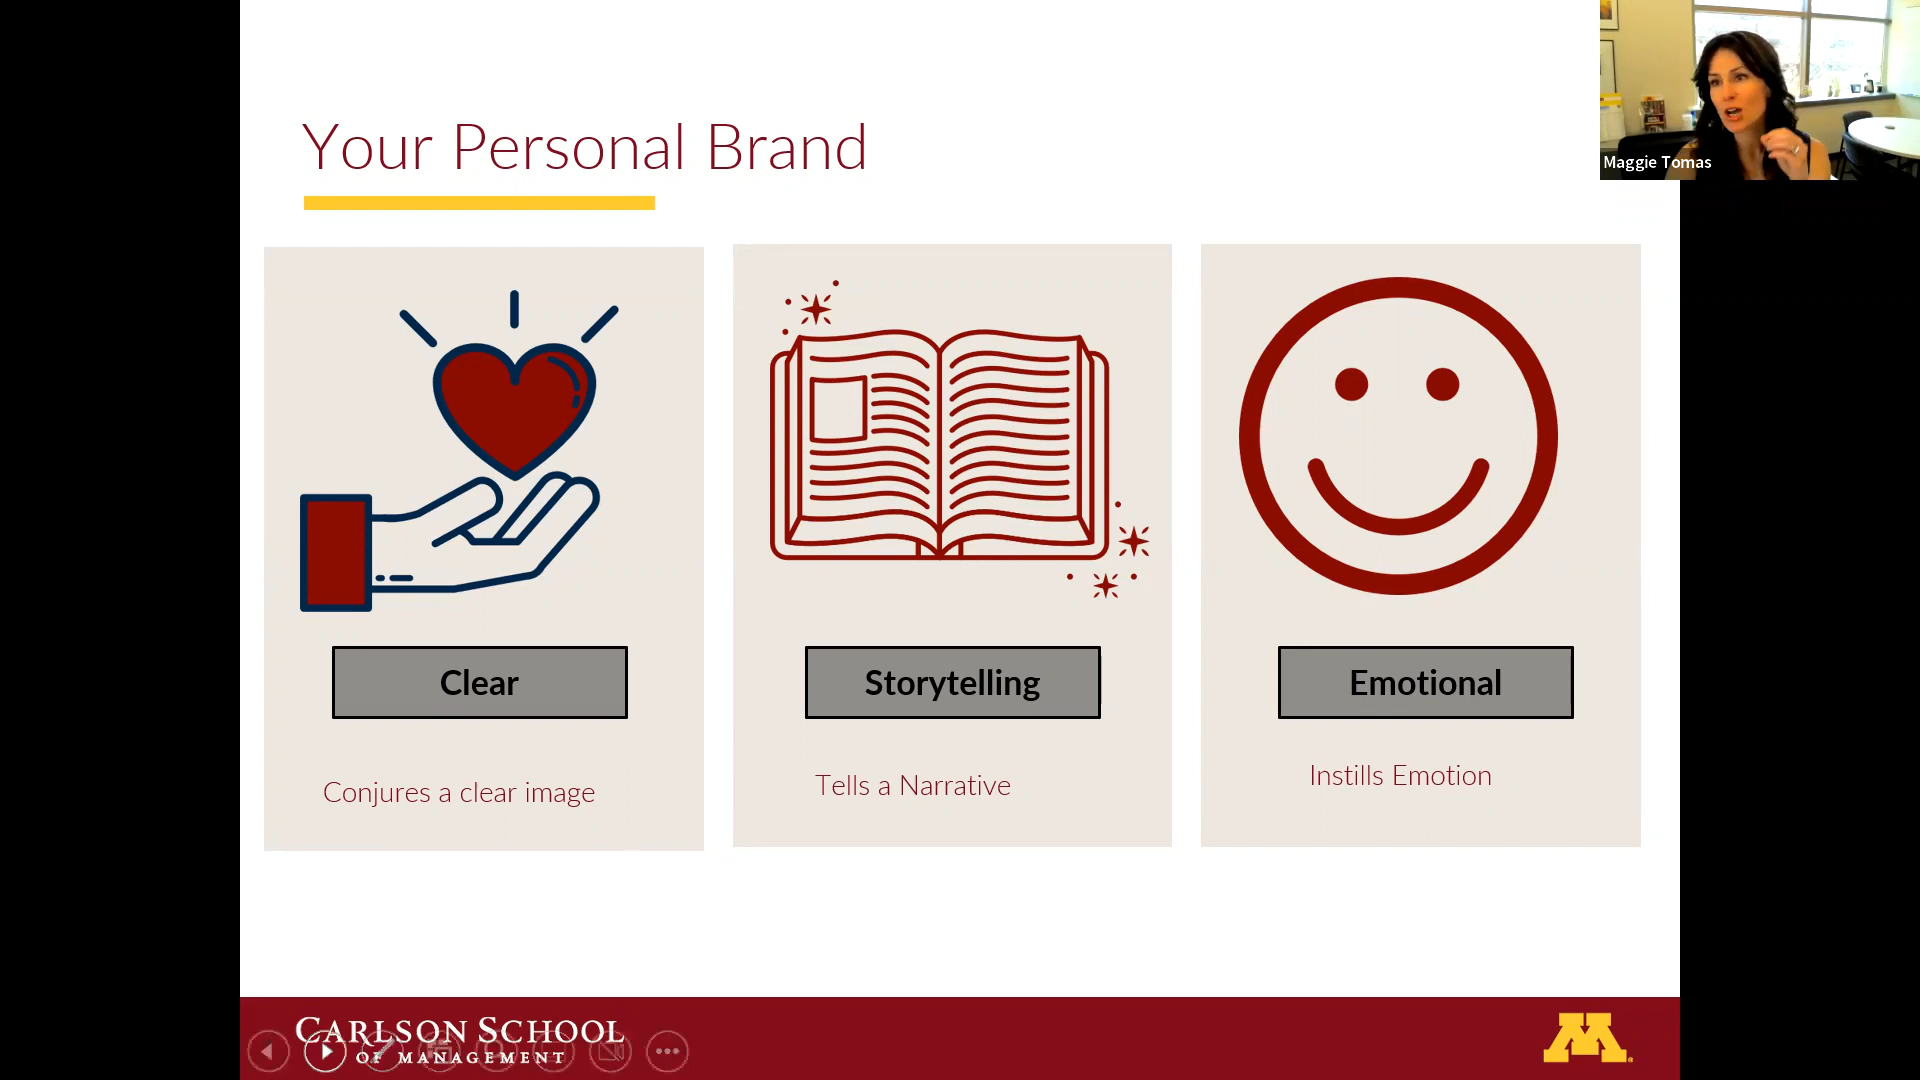 Your Personal Brand
Maggie Tomas
Clear
Conjures a clear image
Storytelling
Tells a Narrative
Emotional
Instills Emotion
CARLSON SCHOOL
OF MANAGEMENT
M